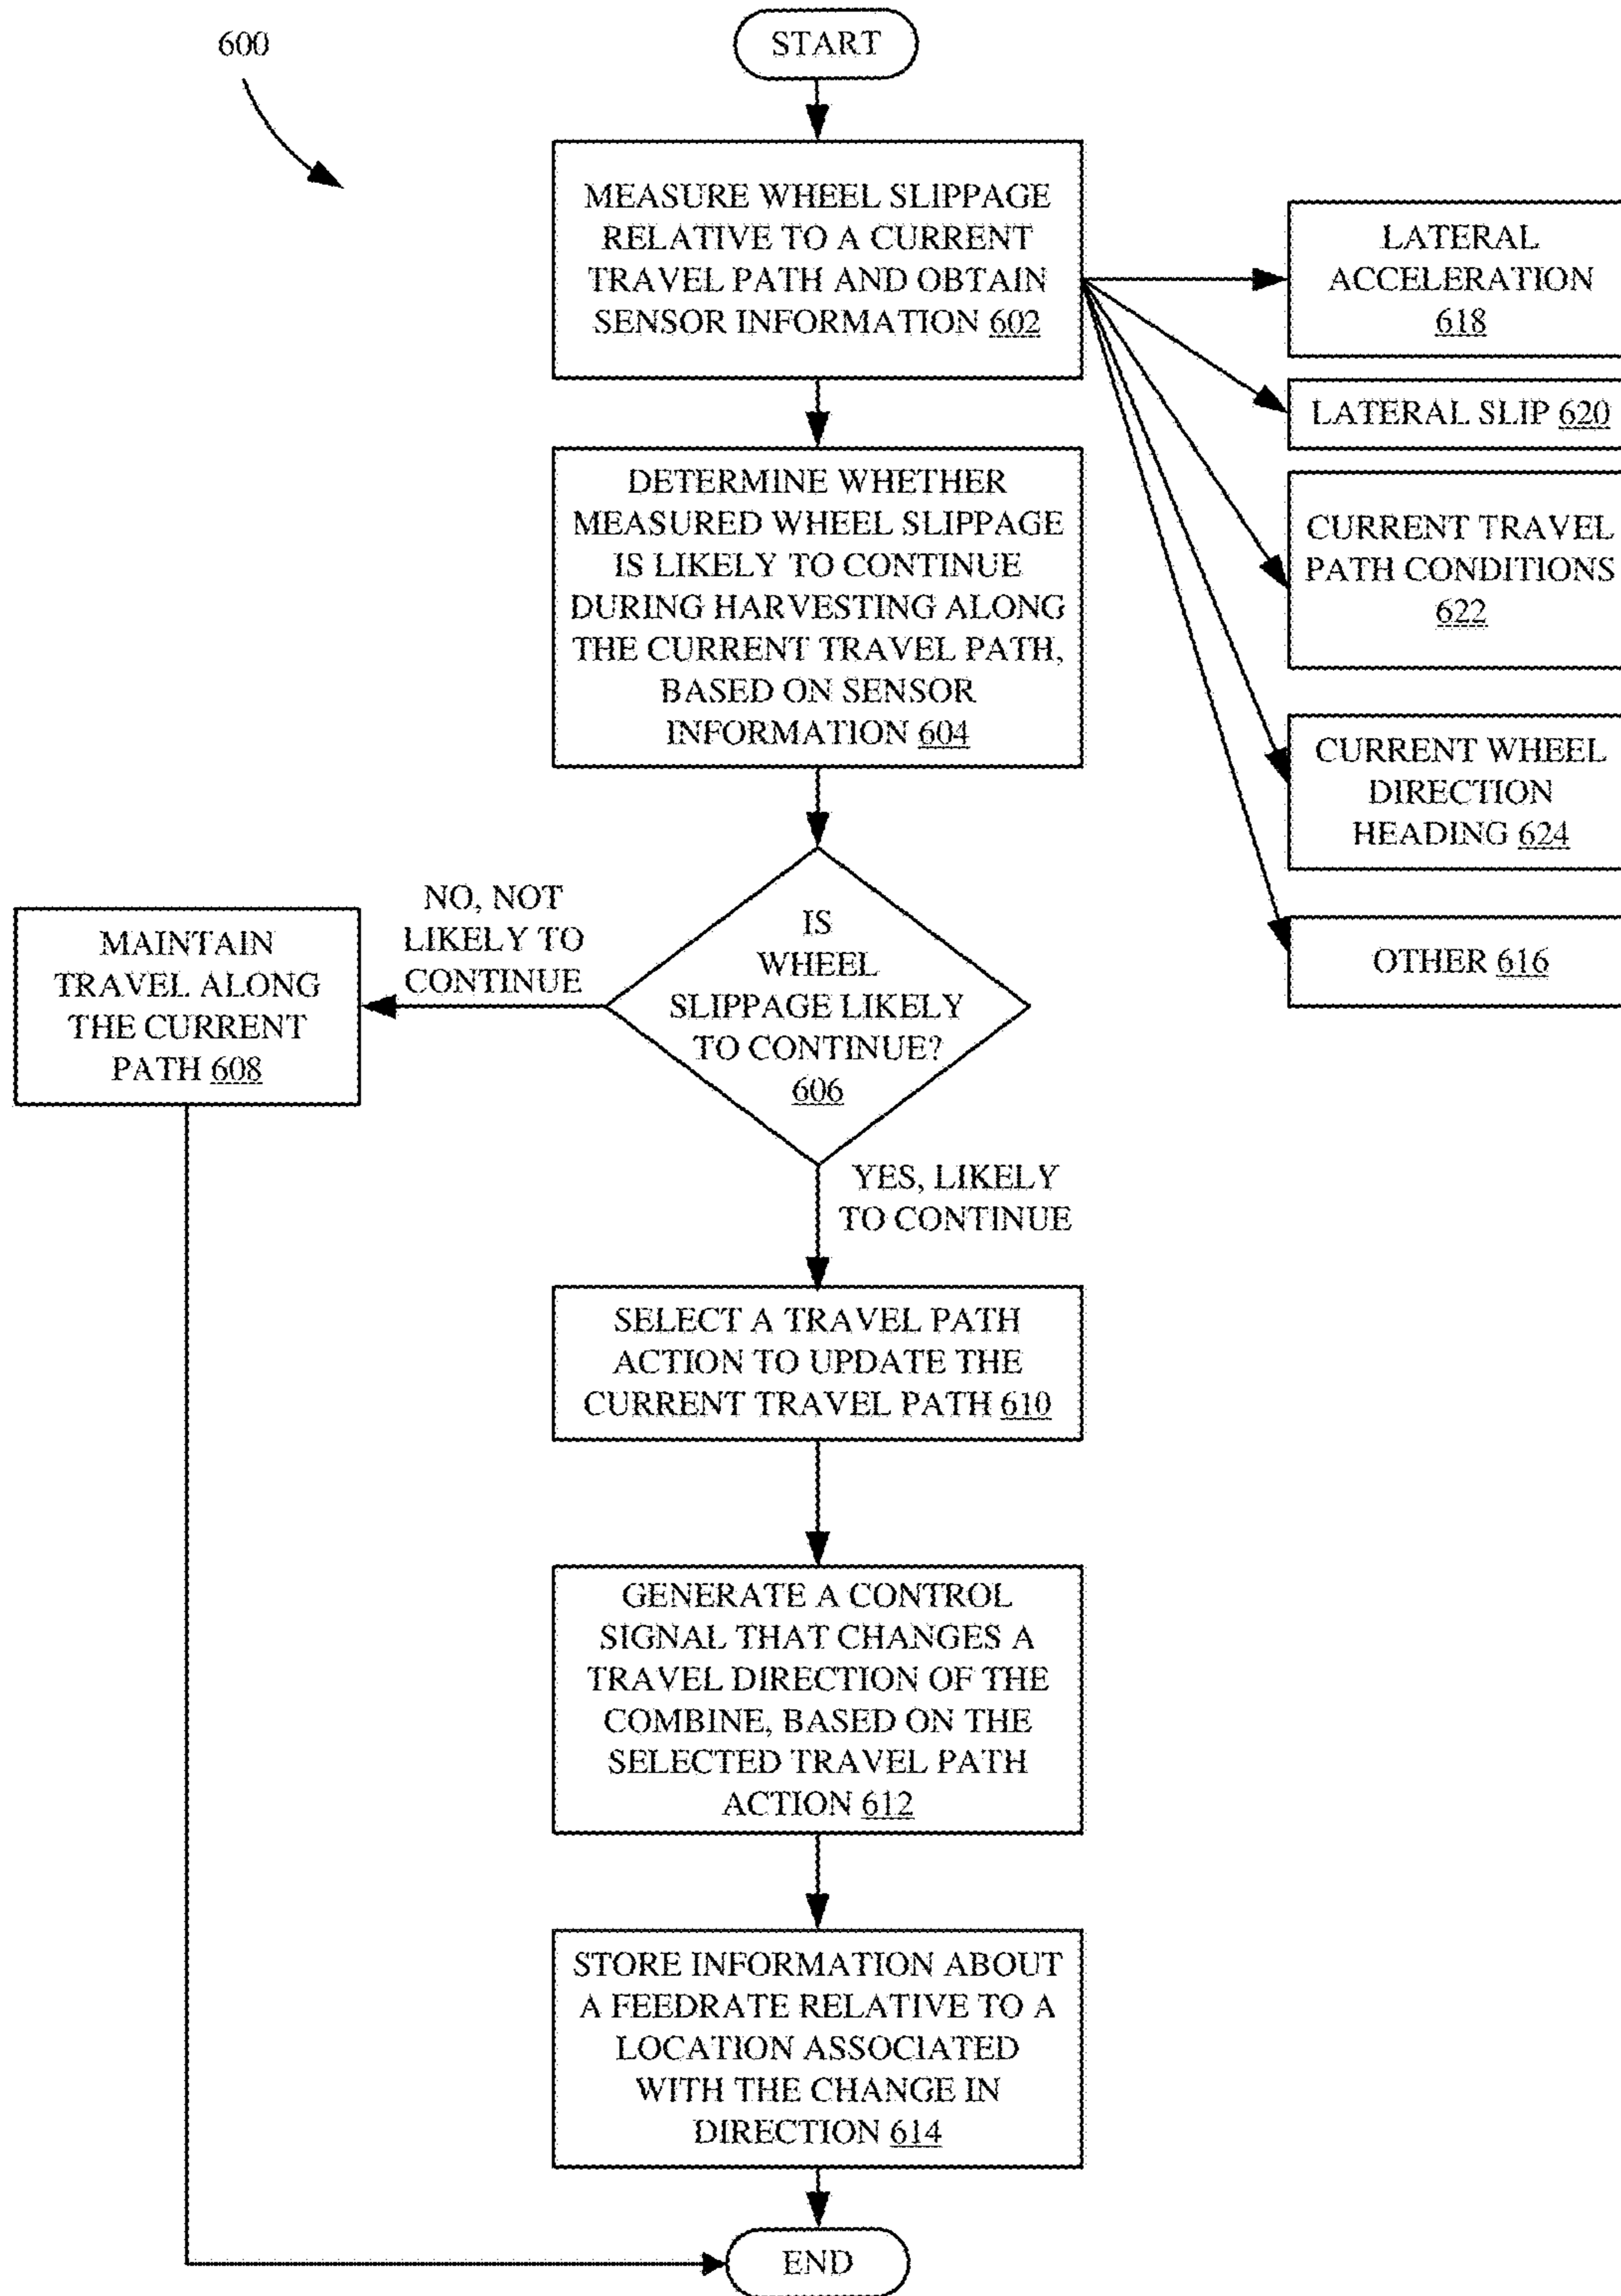 600
START
MEASURE WHEEL SLIPPAGE
RELATIVE TO A CURRENT
TRAVEL PATH AND OBTAIN
SENSOR INFORMATION 602
LATERAL
ACCELERATION
618
LATERAL SLIP 620
CURRENT TRAVEL
PATH CONDITIONS
622
CURRENT WHEEL
DIRECTION
HEADING 624
OTHER 616
DETERMINE WHETHER
MEASURED WHEEL SLIPPAGE
IS LIKELY TO CONTINUE
DURING HARVESTING ALONG
THE CURRENT TRAVEL PATH,
BASED ON SENSOR
INFORMATION 604
IS
WHEEL
SLIPPAGE LIKELY
TO CONTINUE?
606
NO, NOT
LIKELY TO
CONTINUE
MAINTAIN
TRAVEL ALONG
THE CURRENT
PATH 608
YES, LIKELY
TO CONTINUE
SELECT A TRAVEL PATH
ACTION TO UPDATE THE
CURRENT TRAVEL PATH 610
GENERATE A CONTROL
SIGNAL THAT CHANGES A
TRAVEL DIRECTION OF THE
COMBINE, BASED ON THE
SELECTED TRAVEL PATH
ACTION 612
STORE INFORMATION ABOUT
A FEEDRATE RELATIVE TO A
LOCATION ASSOCIATED
WITH THE CHANGE IN
DIRECTION 614
END